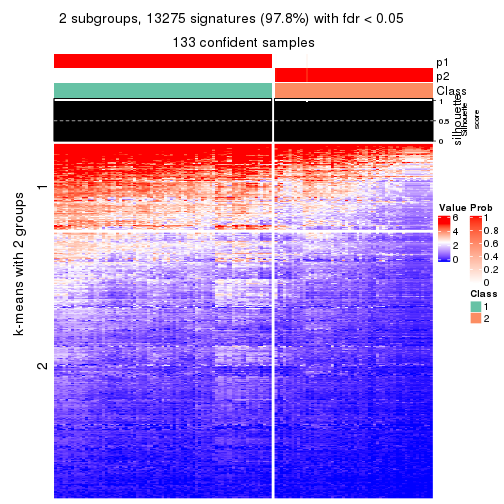 2 subgroups, 13275 signatures (97.8%) with fdr < 0.05
133 confident samples
p1
p2
Class
1
0.5
0
silhouette
Silhouette
score
k-means with 2 groups
1
2
Value
6
4
2
0
Prob
1
0.8
0.6
0.4
0.2
0
Class
1
2